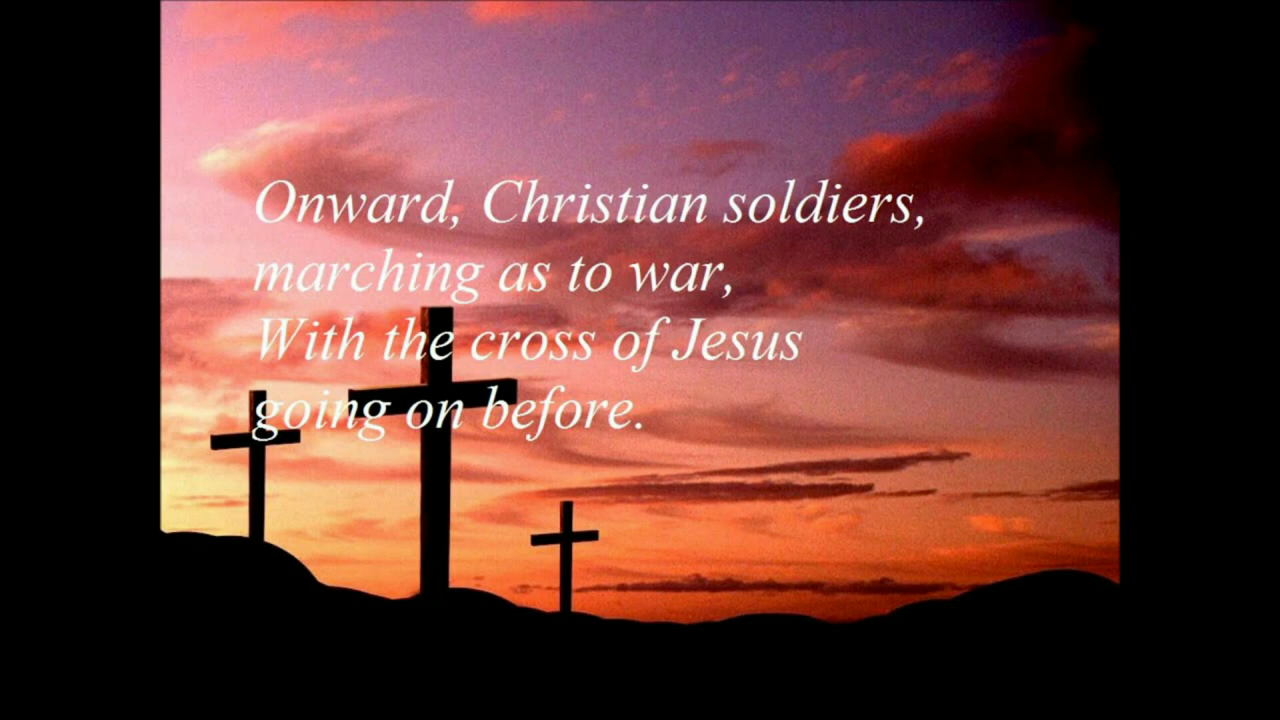 Onward, Christian soldiers,
marching as to war,
With the cross of Jesus
going on before.